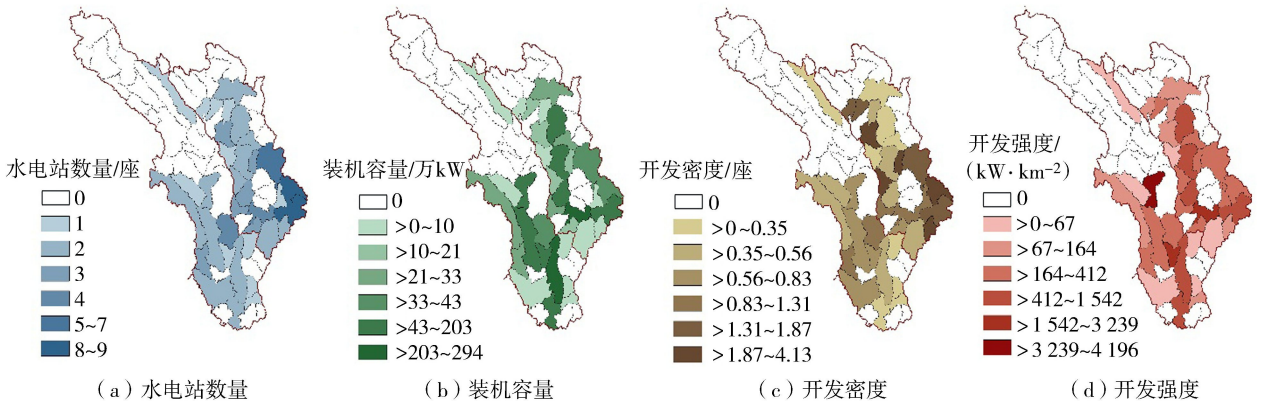 水电站数量/座
0
1
2
3
4
5~7
8~9
(a)水电站数量
装机容量/万kW
0
>0~10
>10~21
>21~33
>33~43
>43~203
>203~294
(b)装机容量
开发密度/座
0
>0~0.35
>0.35~0.56
>0.56~0.83
>0.83~1.31
>1.31~1.87
>1.87~4.13
(c)开发密度
开发强度/
(kW·km⁻²)
0
>0~67
>67~164
>164~412
>412~1 542
>1 542~3 239
>3 239~4 196
(d)开发强度